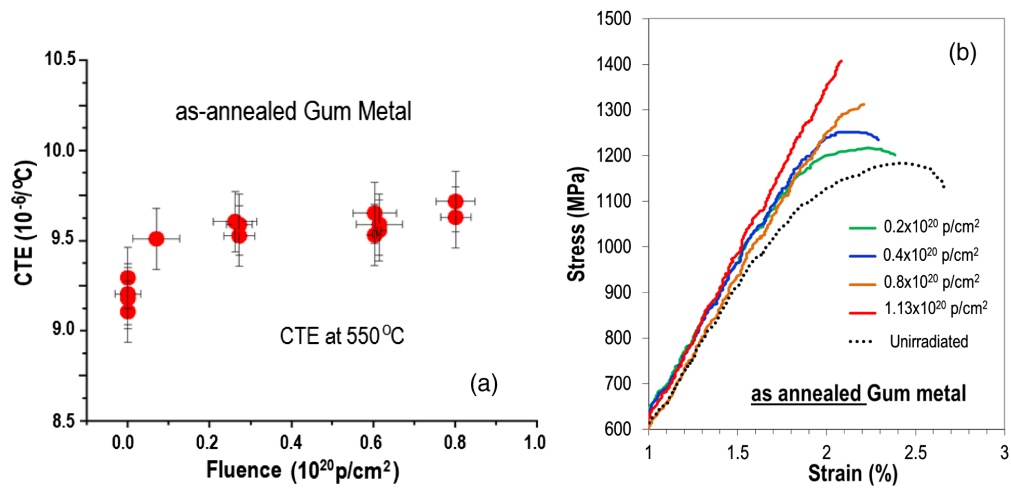 (a)
10.5
10.0
9.5
9.0
8.5
CTE (10⁻⁶/⁰C)
as-annealed Gum Metal
CTE at 550 ⁰C
0.0 0.2 0.4 0.6 0.8 1.0
Fluence (10²⁰p/cm²)
(b)
1500
1400
1300
1200
1100
1000
900
800
700
600
Stress (MPa)
0.2x10²⁰ p/cm²
0.4x10²⁰ p/cm²
0.8x10²⁰ p/cm²
1.13x10²⁰ p/cm²
Unirradiated
as annealed Gum metal
1 1.5 2 2.5 3
Strain (%)